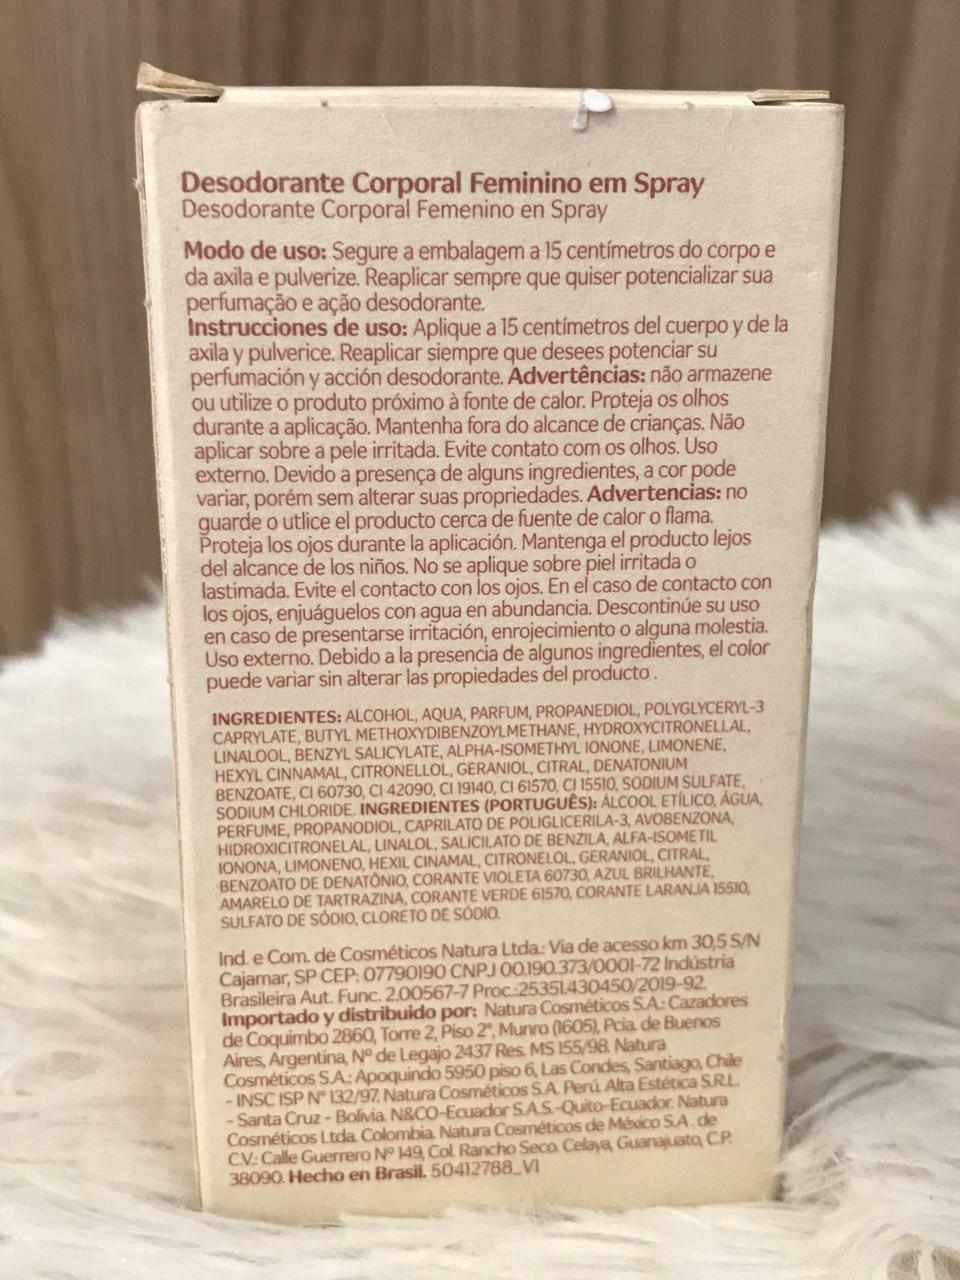 Desodorante Corporal Feminino em Spray
Desodorante Corporal Femenino en Spray
Modo de uso: Segure a embalagem a 15 centímetros do corpo e
da axila e pulverize. Reaplicar sempre que quiser potencializar sua
perfumação e ação desodorante.
Instrucciones de uso: Aplique a 15 centímetros del cuerpo y de la
axila y pulverice. Reaplicar siempre que desees potenciar su
perfumación y acción desodorante. Advertências: não armazene
ou utilize o produto próximo à fonte de calor. Proteja os olhos
durante a aplicação. Mantenha fora do alcance de crianças. Não
aplicar sobre a pele irritada. Evite contato com os olhos. Uso
externo. Devido a presença de alguns ingredientes, a cor pode
variar, porém sem alterar suas propriedades. Advertencias: no
guarde o utlice el producto cerca de fuente de calor o flama.
Proteja los ojos durante la aplicación. Mantenga el producto lejos
del alcance de los niños. No se aplique sobre piel irritada o
lastimada. Evite el contacto con los ojos. En el caso de contacto con
los ojos, enjuáguelos con agua en abundancia. Descontinúe su uso
en caso de presentarse irritación, enrojecimiento o alguna molestia.
Uso externo. Debido a la presencia de algunos ingredientes, el color
puede variar sin alterar las propiedades del producto .
INGREDIENTES: ALCOHOL, AQUA, PARFUM, PROPANEDIOL, POLYGLYCERYL-3
CAPRYLATE, BUTYL METHOXYDIBENZOYLMETHANE, HYDROXYCITRONELLAL,
LINALOOL, BENZYL SALICYLATE, ALPHA-ISOMETHYL IONONE, LIMONENE,
HEXYL CINNAMAL, CITRONELLOL, GERANIOL, CITRAL, DENATONIUM
BENZOATE, CI 60730, CI 42090, CI 19140, CI 61570, CI 15510, SODIUM SULFATE,
SODIUM CHLORIDE. INGREDIENTES (PORTUGUÊS): ÁLCOOL ETÍLICO, ÁGUA,
PERFUME, PROPANODIOL, CAPRILATO DE POLIGLICERILA-3, AVOBENZONA,
HIDROXICITRONELAL, LINALOL, SALICILATO DE BENZILA, ALFA-ISOMETIL
IONONA, LIMONENO, HEXIL CINAMAL, CITRONELOL, GERANIOL, CITRAL,
BENZOATO DE DENATÔNIO, CORANTE VIOLETA 60730, AZUL BRILHANTE,
AMARELO DE TARTRAZINA, CORANTE VERDE 61570, CORANTE LARANJA 15510,
SULFATO DE SÓDIO, CLORETO DE SÓDIO.
Ind. e Com. de Cosméticos Natura Ltda.: Via de acesso km 30,5 S/N
Cajamar, SP CEP: 07790190 CNPJ 00.190.373/0001-72 Indústria
Brasileira Aut. Func. 2.00567-7 Proc.:25351.430450/2019-92.
Importado y distribuido por: Natura Cosméticos S.A.: Cazadores
de Coquimbo 2860, Torre 2, Piso 2°, Munro (1605), Pcia. de Buenos
Aires, Argentina, Nº de Legajo 2437 Res. MS 155/98. Natura
Cosméticos S.A.: Apoquindo 5950 piso 6, Las Condes, Santiago, Chile
- INSC ISP N° 132/97. Natura Cosméticos S.A. Perú. Alta Estética S.R.L.
- Santa Cruz - Bolivia. N&CO-Ecuador S.A.S.-Quito-Ecuador. Natura
Cosméticos Ltda. Colombia. Natura Cosméticos de México S.A. de
C.V.: Calle Guerrero Nº 149, Col. Rancho Seco. Celaya, Guanajuato, C.P.
38090. Hecho en Brasil. 50412788_V1